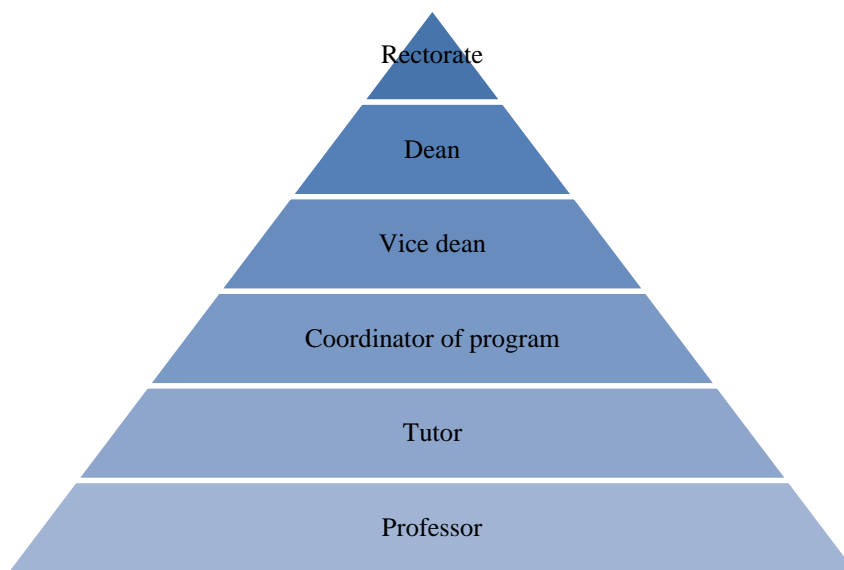 Rectorate
Dean
Vice dean
Coordinator of program
Tutor
Professor